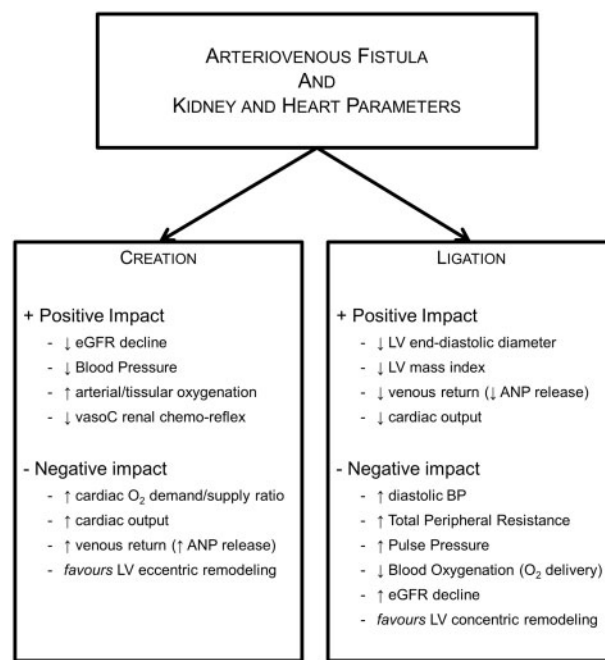 ARTERIOVENOUS FISTULA
AND
KIDNEY AND HEART PARAMETERS
CREATION
+ Positive Impact
- ↓ eGFR decline
- ↓ Blood Pressure
- ↑ arterial/tissular oxygenation
- ↓ vasoC renal chemo-reflex
- Negative impact
- ↑ cardiac O₂ demand/supply ratio
- ↑ cardiac output
- ↑ venous return (↑ ANP release)
- favours LV eccentric remodeling
LIGATION
+ Positive Impact
- ↓ LV end-diastolic diameter
- ↓ LV mass index
- ↓ venous return (↓ ANP release)
- ↓ cardiac output
- Negative impact
- ↑ diastolic BP
- ↑ Total Peripheral Resistance
- ↑ Pulse Pressure
- ↓ Blood Oxygenation (O₂ delivery)
- ↑ eGFR decline
- favours LV concentric remodeling